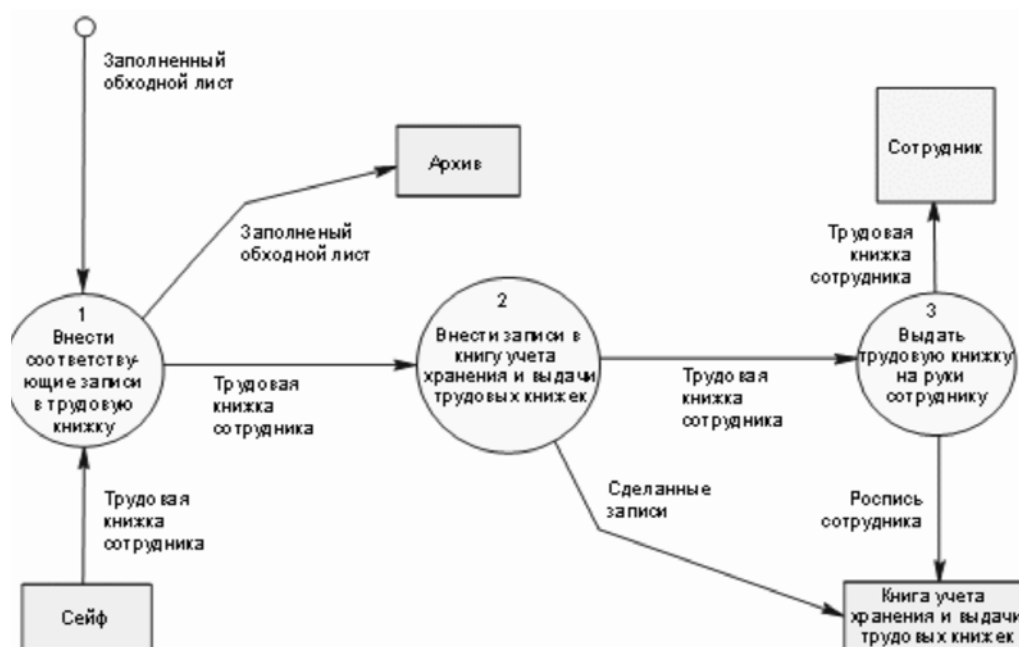 Заполненный
обходной лист
Архив
Сотрудник
Заполненый
обходной лист
Трудовая
книжка
сотрудника
1
Внести
соответству-
ющие записи
в трудовую
книжку
2
Внести записи в
книгу учета
хранения и выдачи
трудовых книжек
3
Выдать
трудовую книжку
на руки
сотруднику
Трудовая
книжка
сотрудника
Трудовая
книжка
сотрудника
Трудовая
книжка
сотрудника
Сделанные
записи
Роспись
сотрудника
Сейф
Книга учета
хранения и выдачи
трудовых книжек